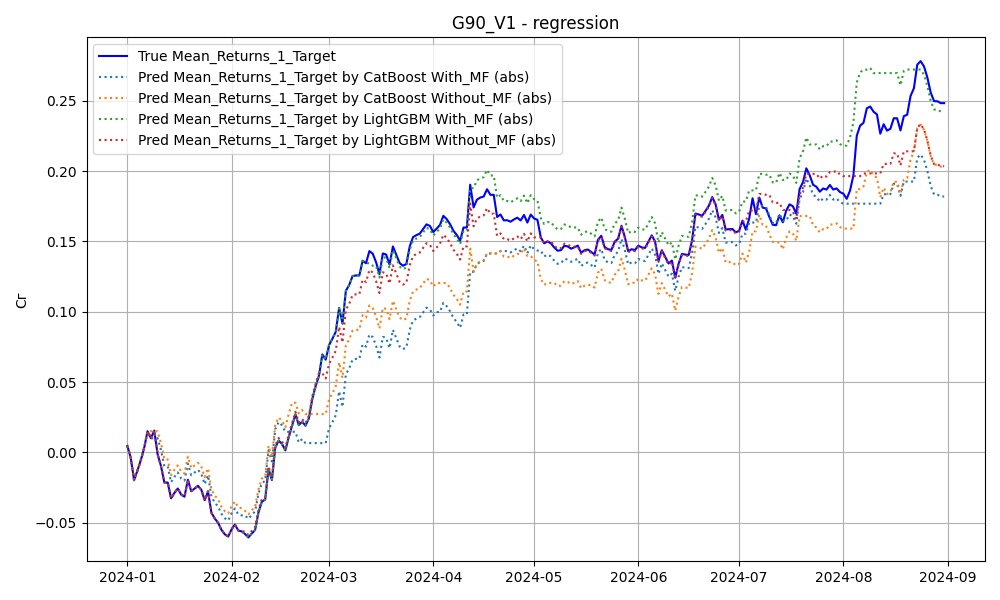 G90_V1 - regression
True Mean_Returns_1_Target
Pred Mean_Returns_1_Target by CatBoost With_MF (abs)
Pred Mean_Returns_1_Target by CatBoost Without_MF (abs)
Pred Mean_Returns_1_Target by LightGBM With_MF (abs)
Pred Mean_Returns_1_Target by LightGBM Without_MF (abs)
0.25
0.20
0.15
0.10
0.05
0.00
−0.05
Cr
2024-01 2024-02 2024-03 2024-04 2024-05 2024-06 2024-07 2024-08 2024-09